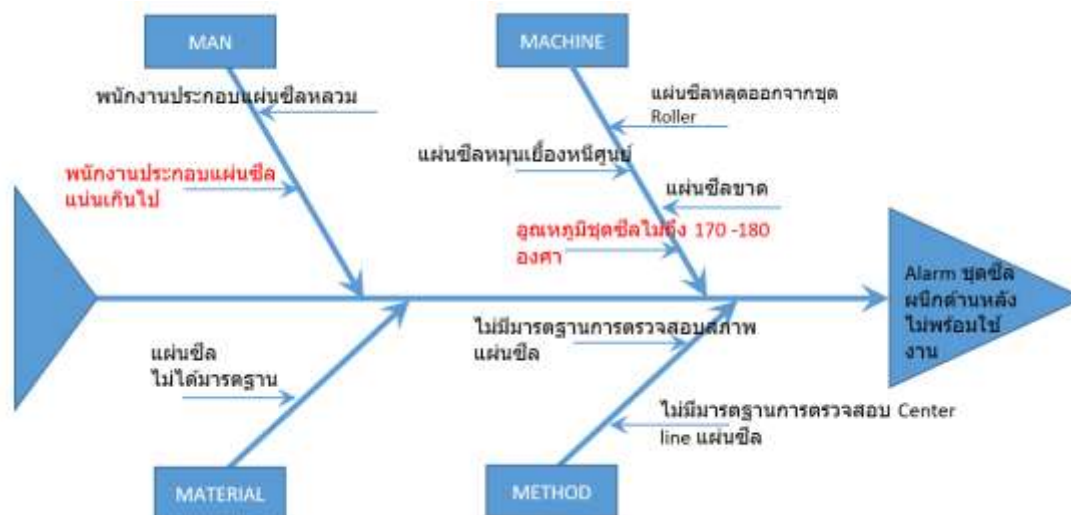 MAN
MACHINE
พนักงานประกอบแผ่นซีลหลวม
แผ่นซีลหลุดออกจากชุด
Roller
แผ่นซีลหมุนเยื้องหนีศูนย์
พนักงานประกอบแผ่นซีล
แน่นเกินไป
แผ่นซีลขาด
อูณหภูมิชุดซีลไม่ถึง 170 -180
องศา
Alarm ชุดซีล
ผนึกด้านหลัง
ไม่พร้อมใช้
งาน
ไม่มีมารตฐานการตรวจสอบสภาพ
แผ่นซีล
แผ่นซีล
ไม่ได้มารตฐาน
ไม่มีมารตฐานการตรวจสอบ Center
line แผ่นซีล
MATERIAL
METHOD